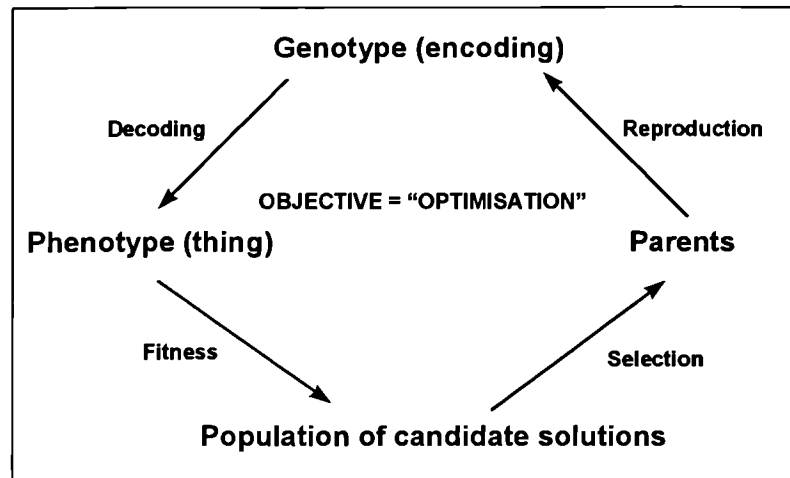 Genotype (encoding)
Decoding
Reproduction
OBJECTIVE = “OPTIMISATION”
Phenotype (thing)
Parents
Fitness
Selection
Population of candidate solutions